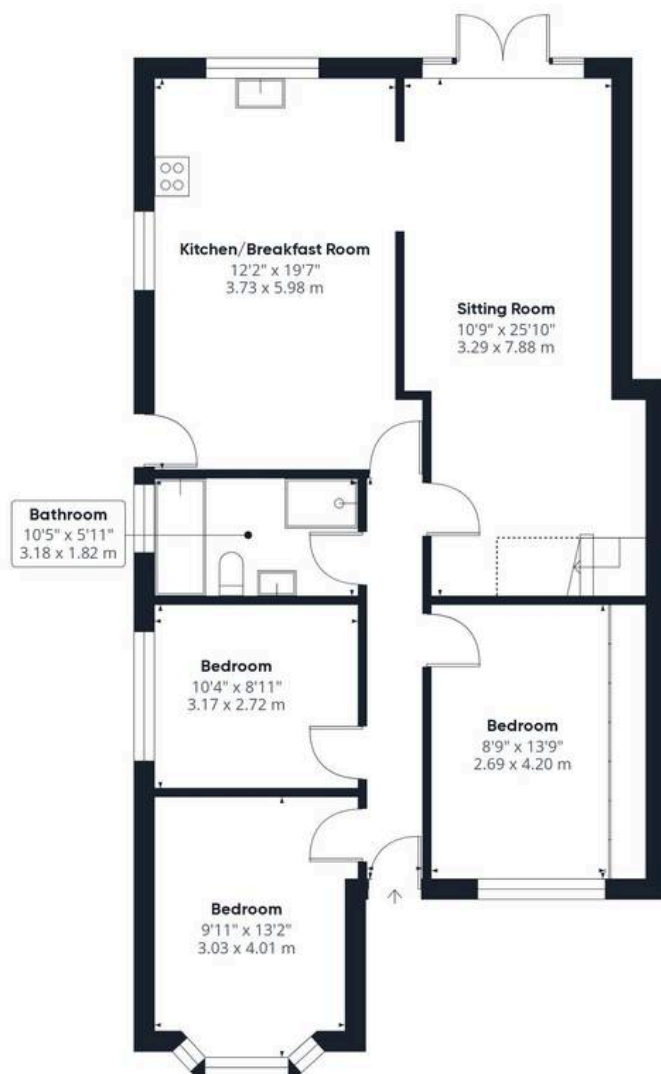 Kitchen/Breakfast Room
12'2" x 19'7"
3.73 x 5.98 m
Sitting Room
10'9" x 25'10"
3.29 x 7.88 m
Bathroom
10'5" x 5'11"
3.18 x 1.82 m
Bedroom
10'4" x 8'11"
3.17 x 2.72 m
Bedroom
8'9" x 13'9"
2.69 x 4.20 m
Bedroom
9'11" x 13'2"
3.03 x 4.01 m